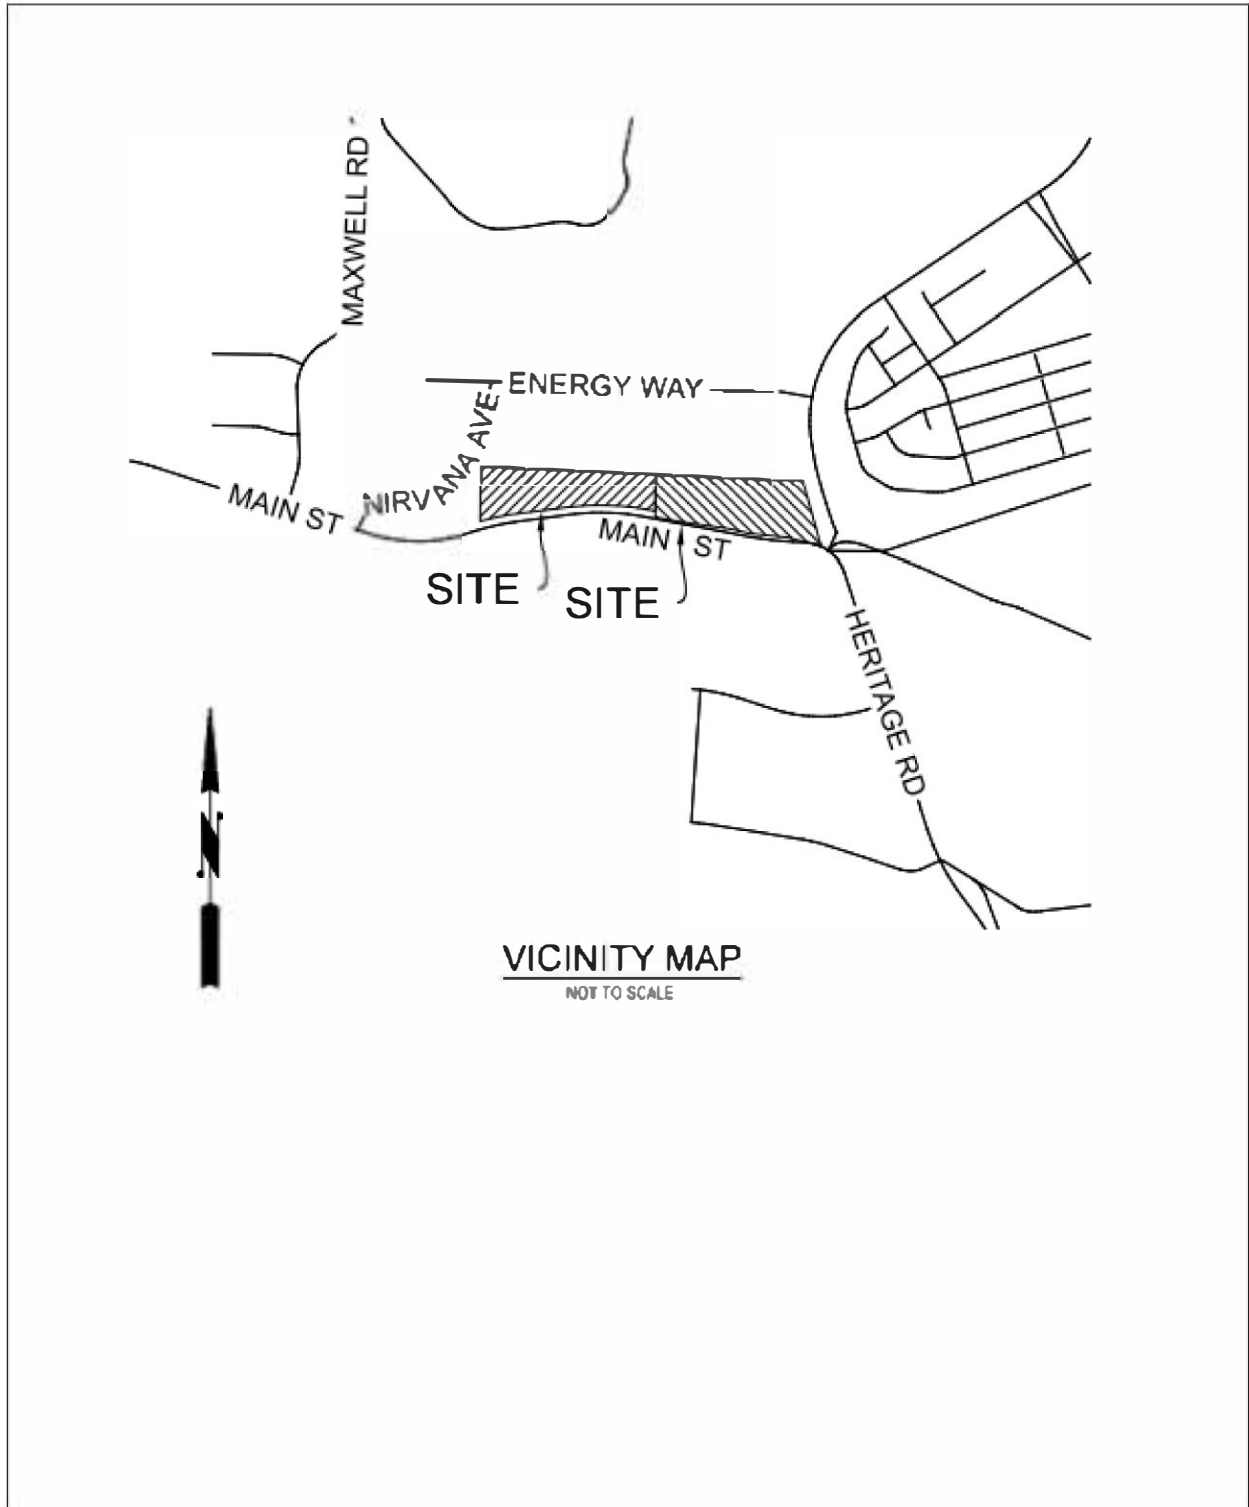 MAXWELL RD
ENERGY WAY
NIRVANA AVE
MAIN ST
MAIN ST
SITE
SITE
HERITAGE RD
N
VICINITY MAP
NOT TO SCALE